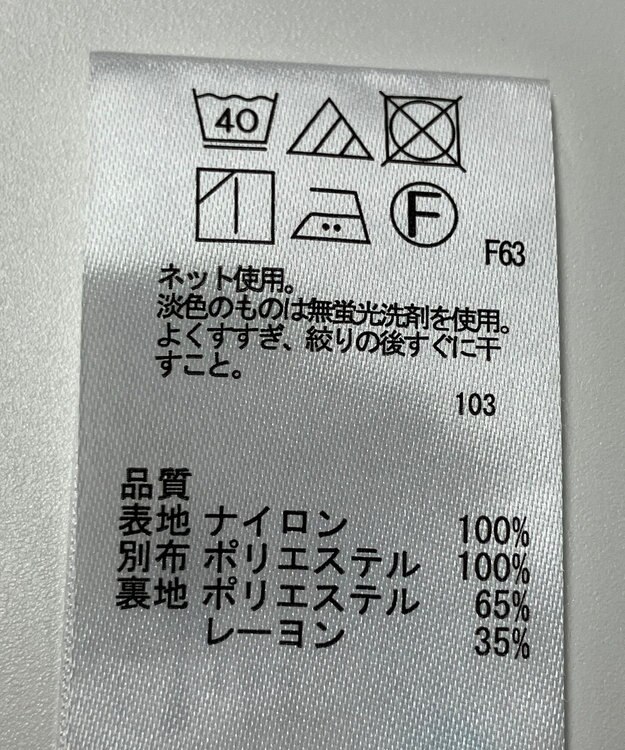 40
F
F63
ネット使用。
淡色のものは無蛍光洗剤を使用。
よくすすぎ、絞りの後すぐに干
すこと。
103
品質
表地 ナイロン 100%
別布 ポリエステル 100%
裏地 ポリエステル 65%
レーヨン 35%